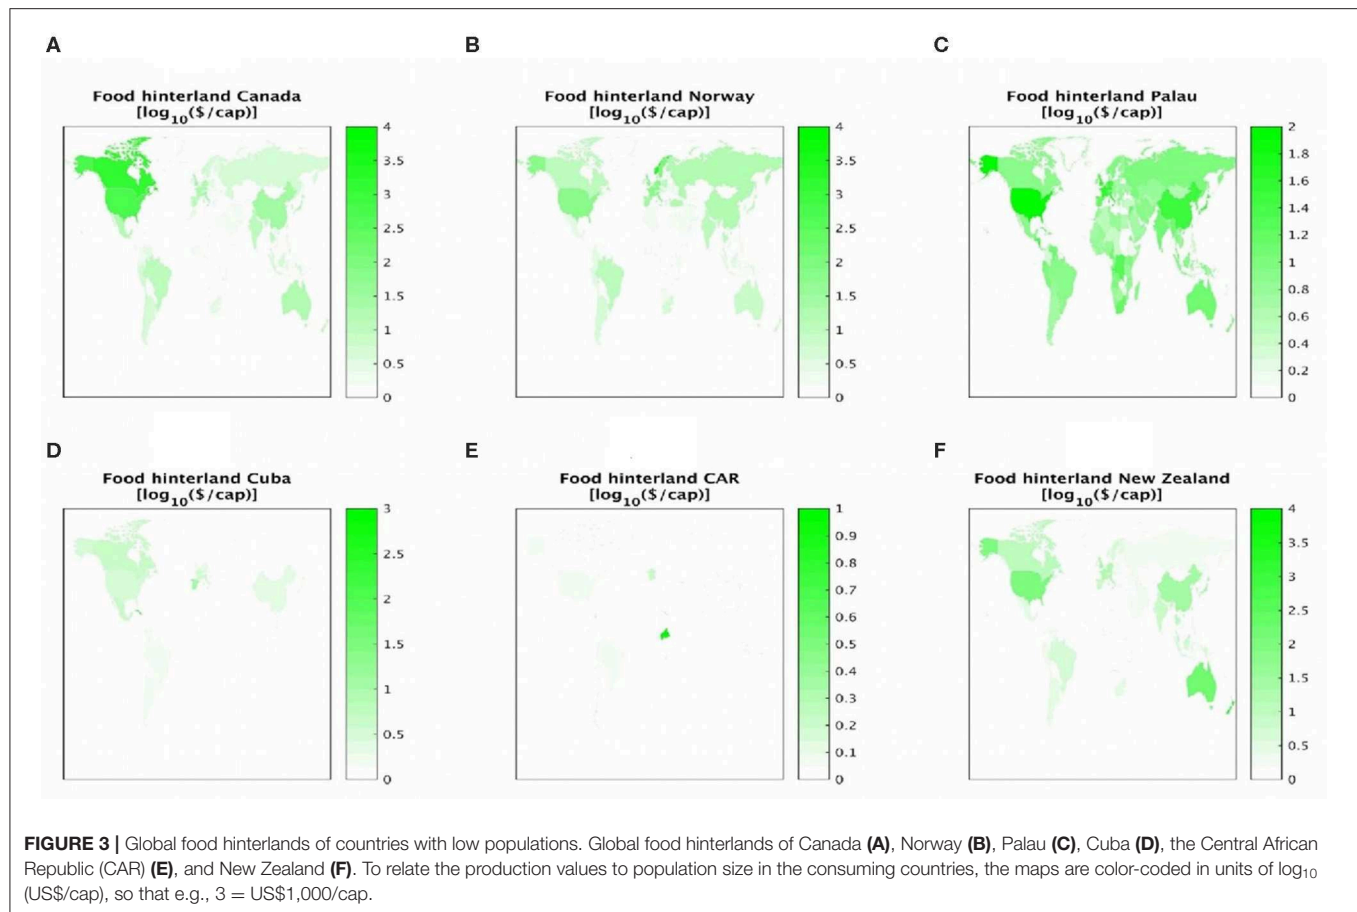 A
B
C
Food hinterland Canada
[log10($/cap)]
4
3.5
3
2.5
2
1.5
1
0.5
0
Food hinterland Norway
[log10($/cap)]
4
3.5
3
2.5
2
1.5
1
0.5
0
Food hinterland Palau
[log10($/cap)]
2
1.8
1.6
1.4
1.2
1
0.8
0.6
0.4
0.2
0
D
E
F
Food hinterland Cuba
[log10($/cap)]
3
2.5
2
1.5
1
0.5
0
Food hinterland CAR
[log10($/cap)]
1
0.9
0.8
0.7
0.6
0.5
0.4
0.3
0.2
0.1
0
Food hinterland New Zealand
[log10($/cap)]
4
3.5
3
2.5
2
1.5
1
0.5
0
FIGURE 3 | Global food hinterlands of countries with low populations. Global food hinterlands of Canada (A), Norway (B), Palau (C), Cuba (D), the Central African
Republic (CAR) (E), and New Zealand (F). To relate the production values to population size in the consuming countries, the maps are color-coded in units of log10
(US$/cap), so that e.g., 3 = US$1,000/cap.